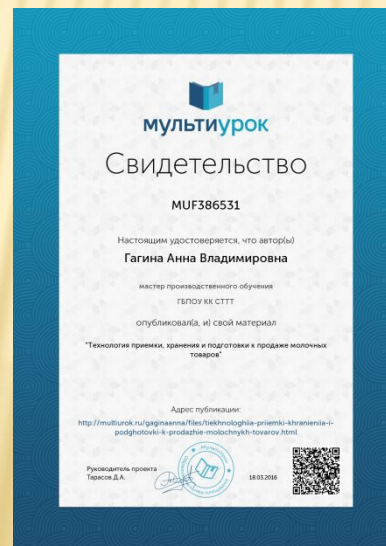 мультиурок
Свидетельство
MUF386531
Настоящим удостоверяется, что автор(ы)
Гагина Анна Владимировна
мастер производственного обучения
ГБПОУ КК СТТТ
опубликовал(а, и) свой материал
"Технология приемки, хранения и подготовки к продаже молочных
товаров"
Адрес публикации:
http://multiurok.ru/gaginaanna/files/tiekhnologhiia-priiemki-khranieniia-i-
podghotovki-k-prodazhie-molochnykh-tovarov.html
Руководитель проекта
Тарасов Д.А.
18.03.2016